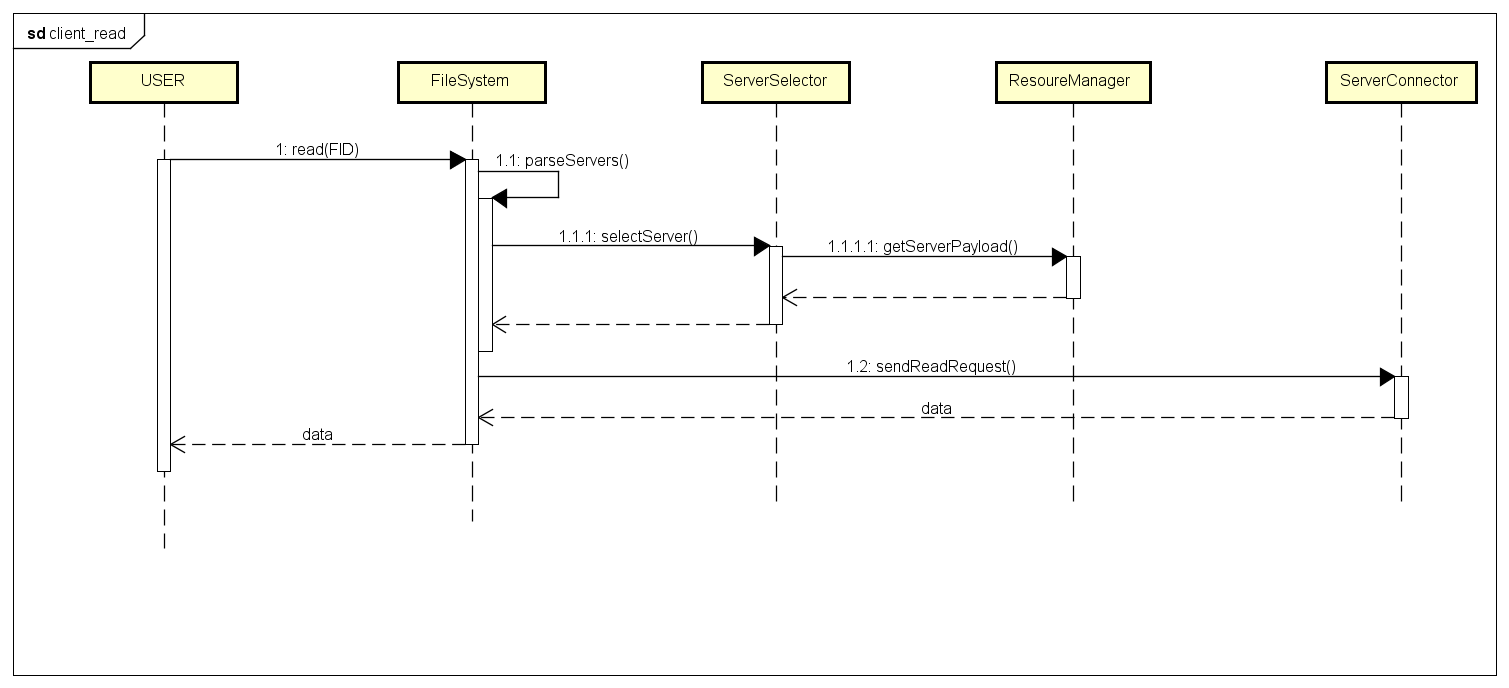 sd client_read
USER
FileSystem
ServerSelector
ResoureManager
ServerConnector
1: read(FID)
1.1: parseServers()
1.1.1: selectServer()
1.1.1.1: getServerPayload()
1.2: sendReadRequest()
data
data